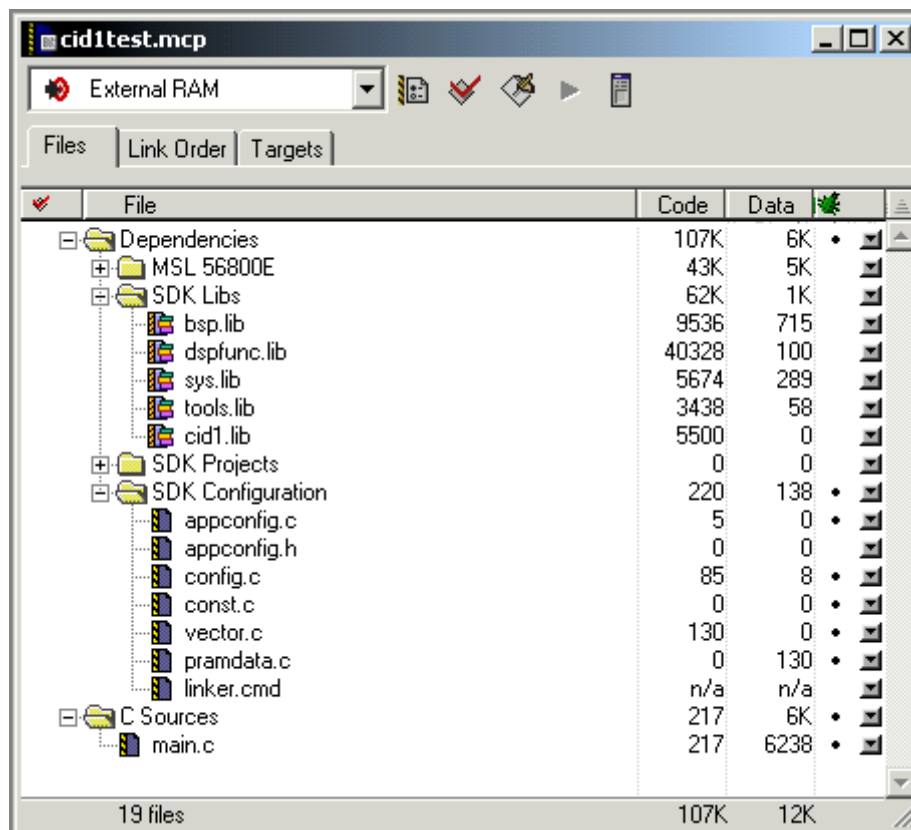 cid1test.mcp
External RAM
Files Link Order Targets
File Code Data
Dependencies 107K 6K
MSL 56800E 43K 5K
SDK Libs 62K 1K
bsp.lib 9536 715
dspfunc.lib 40328 100
sys.lib 5674 289
tools.lib 3438 58
cid1.lib 5500 0
SDK Projects 0 0
SDK Configuration 220 138
appconfig.c 5 0
appconfig.h 0 0
config.c 85 8
const.c 0 0
vector.c 130 0
pramdata.c 0 130
linker.cmd n/a n/a
C Sources 217 6K
main.c 217 6238
19 files 107K 12K